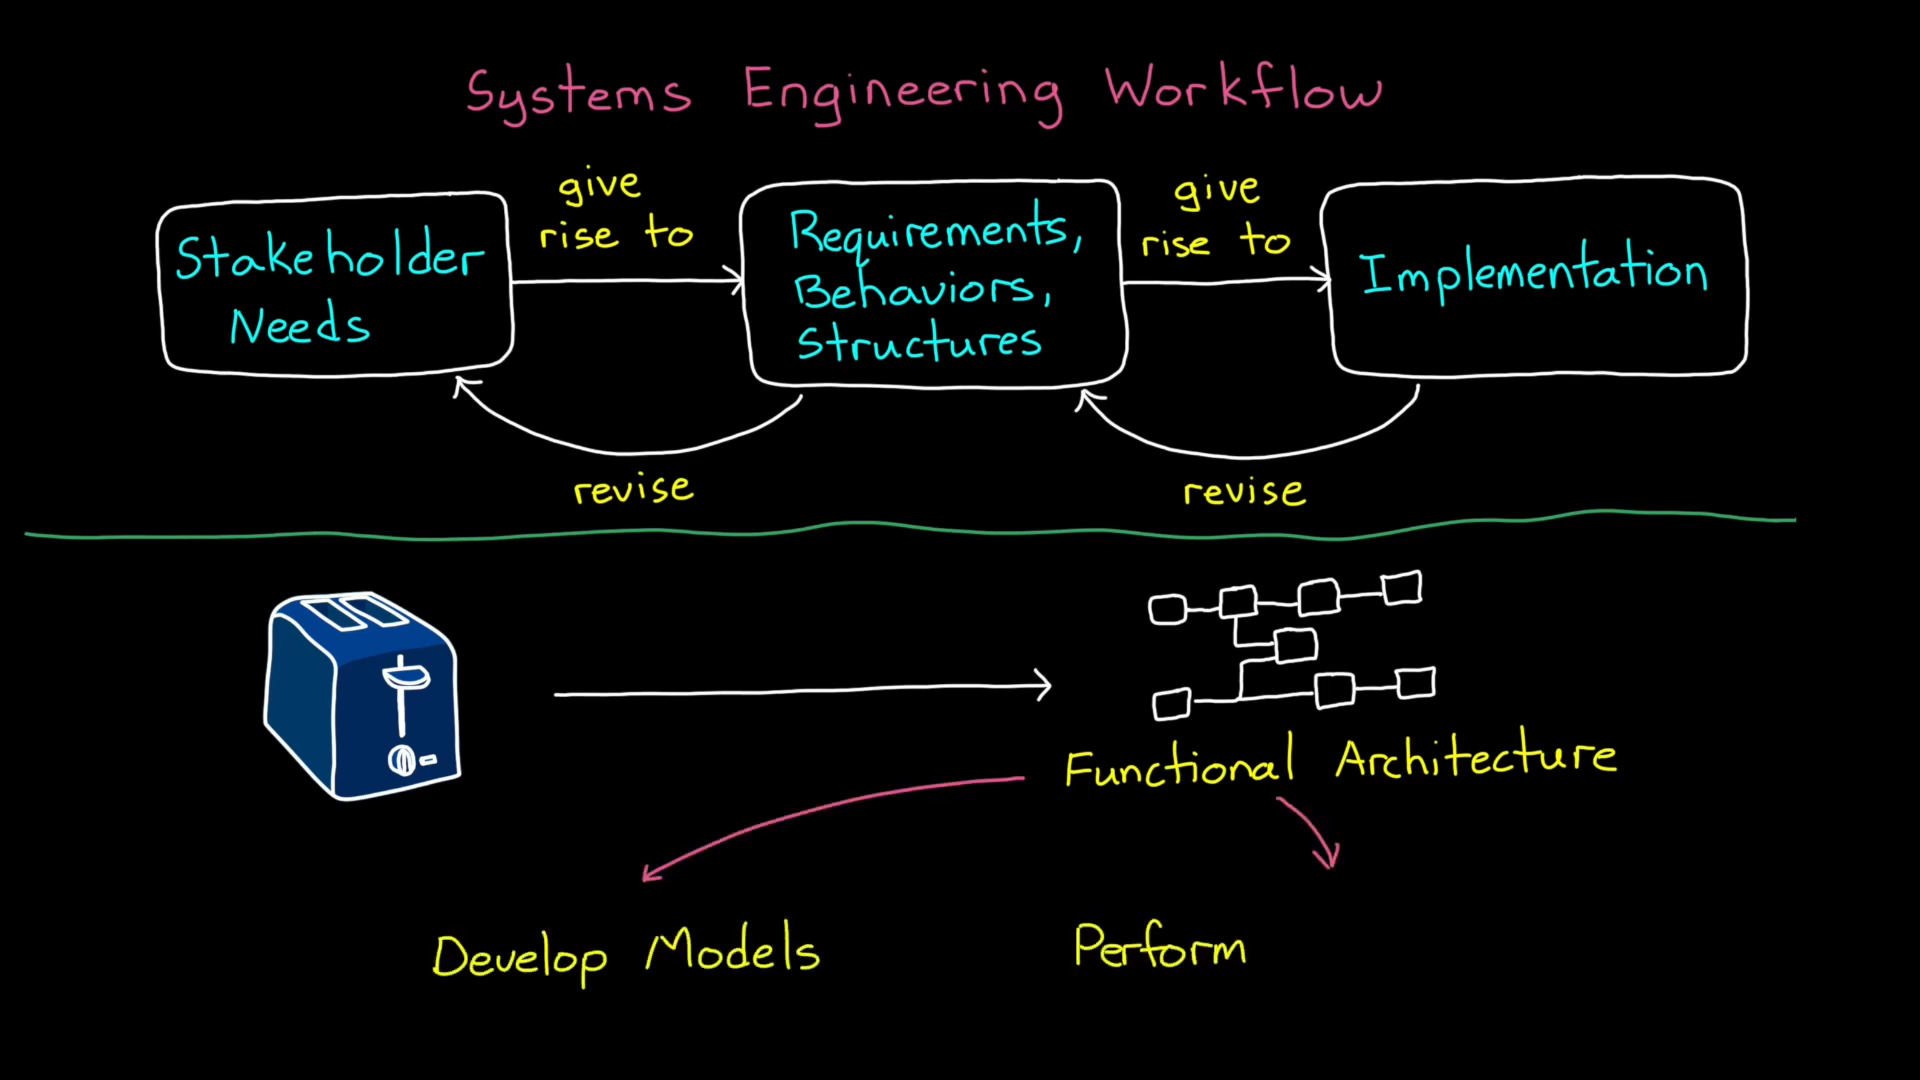 Systems Engineering Workflow
Stakeholder
Needs
give
rise to
Requirements,
Behaviors,
Structures
give
rise to
Implementation
revise
revise
Functional Architecture
Develop Models
Perform